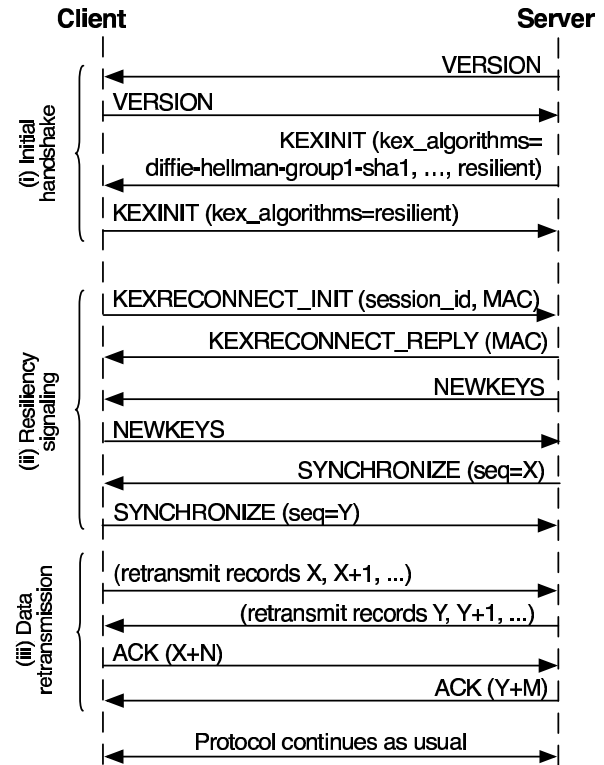 Client
Server
(i) Initial
handshake
VERSION
VERSION
KEXINIT (kex_algorithms=
diffie-hellman-group1-sha1, ..., resilient)
KEXINIT (kex_algorithms=resilient)
(ii) Resiliency
signaling
KEXRECONNECT_INIT (session_id, MAC)
KEXRECONNECT_REPLY (MAC)
NEWKEYS
NEWKEYS
SYNCHRONIZE (seq=X)
SYNCHRONIZE (seq=Y)
(iii) Data
retransmission
(retransmit records X, X+1, ...)
(retransmit records Y, Y+1, ...)
ACK (X+N)
ACK (Y+M)
Protocol continues as usual